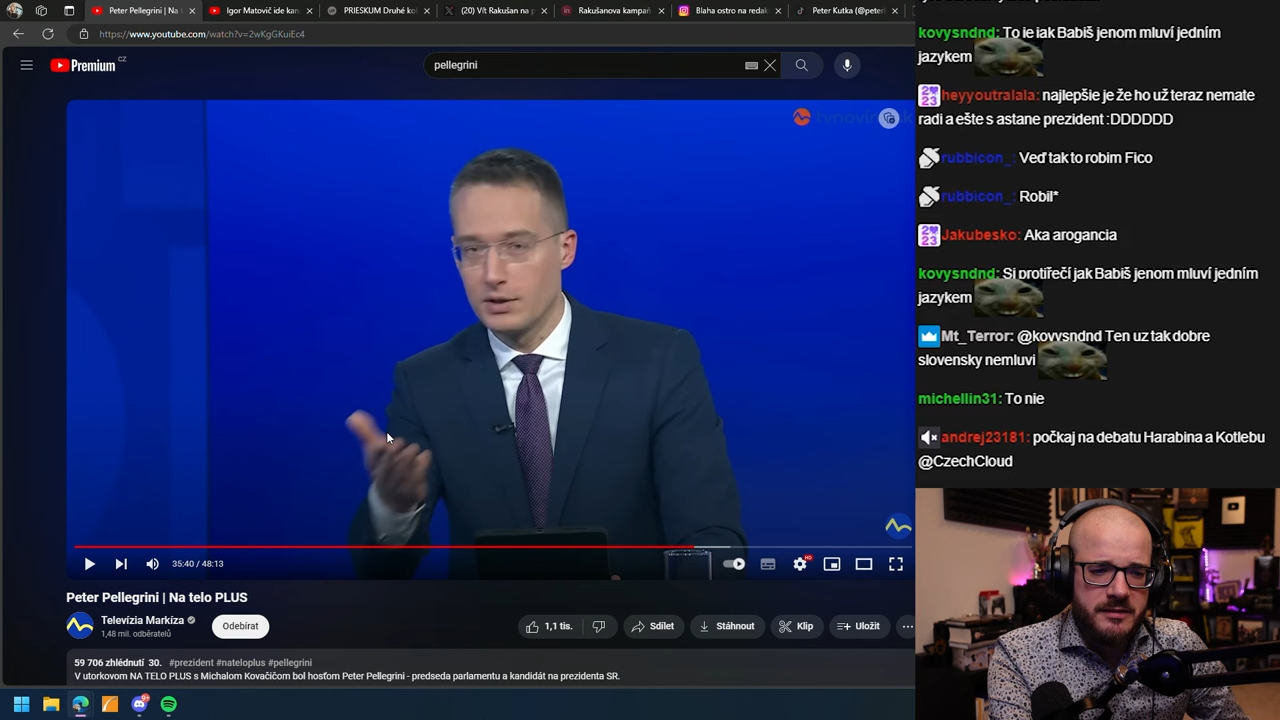 Peter Pellegrini | Na t
Igor Matovič ide kan
PRIESKUM Druhé ko
(20) Vít Rakušan na p
Rakušanova kampaň
Blaha ostro na redak
Peter Kutka (@peter
https://www.youtube.com/watch?v=2wKgGKuiEc4
Premium CZ
pellegrini
tvnoviny.sk
35:40 / 48:13
HD
Peter Pellegrini | Na telo PLUS
Televízia Markíza
1,48 mil. odběratelů
Odebírat
1,1 tis.
Sdílet
Stáhnout
Klip
Uložit
59 706 zhlédnutí 30. #prezident #nateloplus #pellegrini
V utorkovom NA TELO PLUS s Michalom Kovačičom bol hosťom Peter Pellegrini - predseda parlamentu a kandidát na prezidenta SR.
kovysndnd: To je jak Babiš jenom mluví jedním
jazykem
heyyoutralala: najlepšie je že ho už teraz nemate
radi a ešte s astane prezident :DDDDDD
rubbicon_: Veď tak to robim Fico
rubbicon_: Robil*
Jakubesko: Aka arogancia
kovysndnd: Si protiřečí jak Babiš jenom mluví jedním
jazykem
Mt_Terror: @kovysndnd Ten uz tak dobre
slovensky nemluvi
michellin31: To nie
andrej23181: počkaj na debatu Harabina a Kotlebu
@CzechCloud